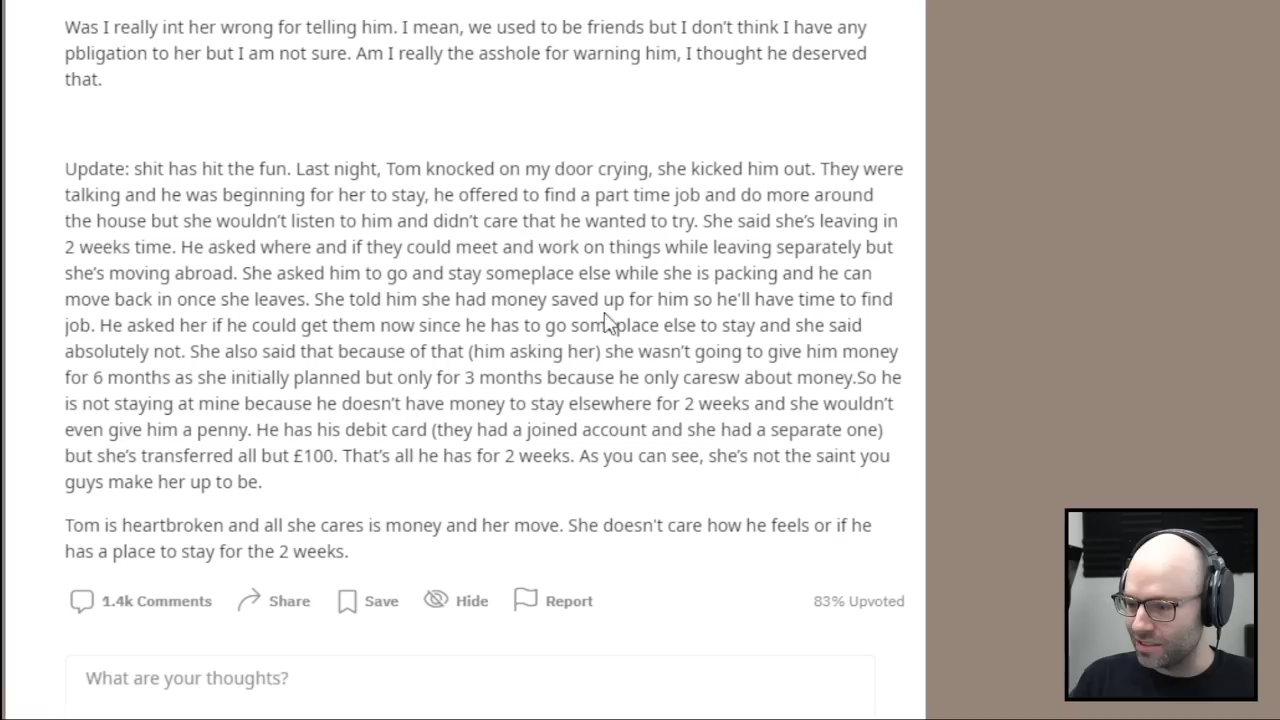 Was I really int her wrong for telling him. I mean, we used to be friends but I don’t think I have any
pbligation to her but I am not sure. Am I really the asshole for warning him, I thought he deserved
that.
Update: shit has hit the fun. Last night, Tom knocked on my door crying, she kicked him out. They were
talking and he was beginning for her to stay, he offered to find a part time job and do more around
the house but she wouldn’t listen to him and didn’t care that he wanted to try. She said she’s leaving in
2 weeks time. He asked where and if they could meet and work on things while leaving separately but
she’s moving abroad. She asked him to go and stay someplace else while she is packing and he can
move back in once she leaves. She told him she had money saved up for him so he'll have time to find
job. He asked her if he could get them now since he has to go someplace else to stay and she said
absolutely not. She also said that because of that (him asking her) she wasn’t going to give him money
for 6 months as she initially planned but only for 3 months because he only caresw about money.So he
is not staying at mine because he doesn’t have money to stay elsewhere for 2 weeks and she wouldn’t
even give him a penny. He has his debit card (they had a joined account and she had a separate one)
but she’s transferred all but £100. That’s all he has for 2 weeks. As you can see, she’s not the saint you
guys make her up to be.
Tom is heartbroken and all she cares is money and her move. She doesn't care how he feels or if he
has a place to stay for the 2 weeks.
1.4k Comments Share Save Hide Report 83% Upvoted
What are your thoughts?